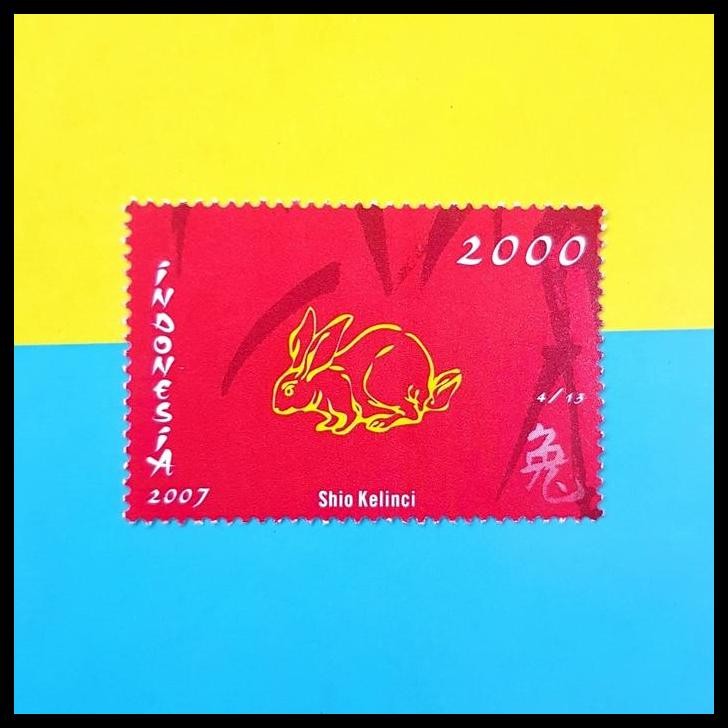 2000
iNDONESiA
2007
Shio Kelinci
4/13
兔